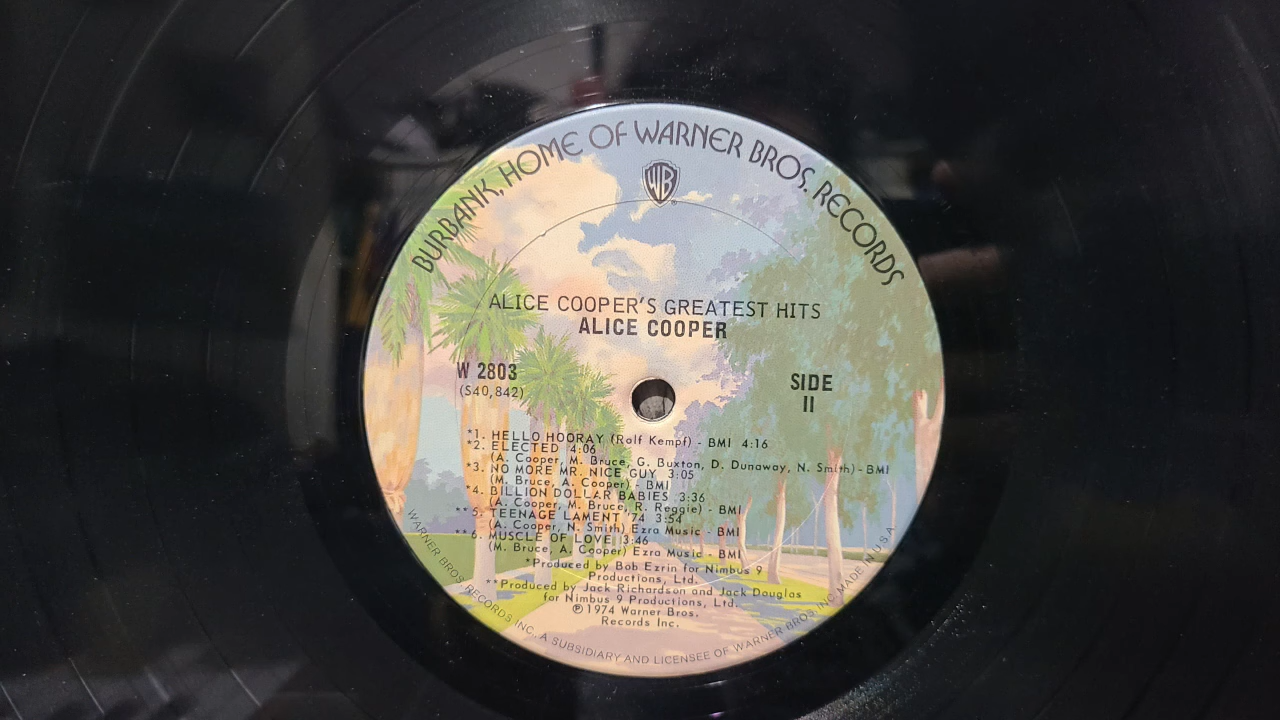 BURBANK, HOME OF WARNER BROS. RECORDS
WB
®
ALICE COOPER'S GREATEST HITS
ALICE COOPER
W 2803
(S40,842)
SIDE
II
*1. HELLO HOORAY (Rolf Kempf) - BMI 4:16
*2. ELECTED 4:06
(A. Cooper, M. Bruce, G. Buxton, D. Dunaway, N. Smith) - BMI
*3. NO MORE MR. NICE GUY 3:05
(M. Bruce, A. Cooper) - BMI
*4. BILLION DOLLAR BABIES 3:36
(A. Cooper, M. Bruce, R. Reggie) - BMI
**5. TEENAGE LAMENT '74 3:54
(A. Cooper, N. Smith) Ezra Music - BMI
**6. MUSCLE OF LOVE 3:46
(M. Bruce, A. Cooper) Ezra Music - BMI
*Produced by Bob Ezrin for Nimbus 9
Productions, Ltd.
**Produced by Jack Richardson and Jack Douglas
for Nimbus 9 Productions, Ltd.
℗ 1974 Warner Bros.
Records Inc.
WARNER BROS. RECORDS INC., A SUBSIDIARY AND LICENSEE OF WARNER BROS. INC. MADE IN U.S.A.